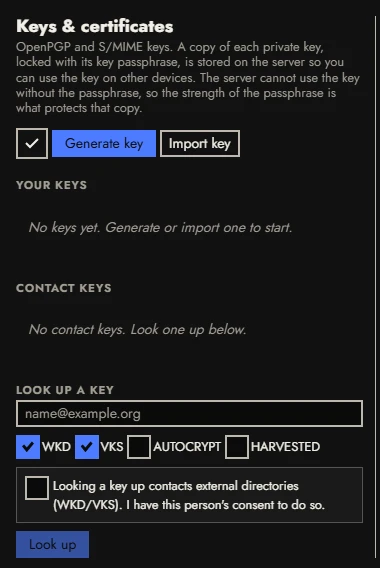 Keys & certificates
OpenPGP and S/MIME keys. A copy of each private key,
locked with its key passphrase, is stored on the server so you
can use the key on other devices. The server cannot use the key
without the passphrase, so the strength of the passphrase is
what protects that copy.
Generate key Import key
YOUR KEYS
No keys yet. Generate or import one to start.
CONTACT KEYS
No contact keys. Look one up below.
LOOK UP A KEY
name@example.org
WKD VKS AUTOCRYPT HARVESTED
Looking a key up contacts external directories
(WKD/VKS). I have this person's consent to do so.
Look up